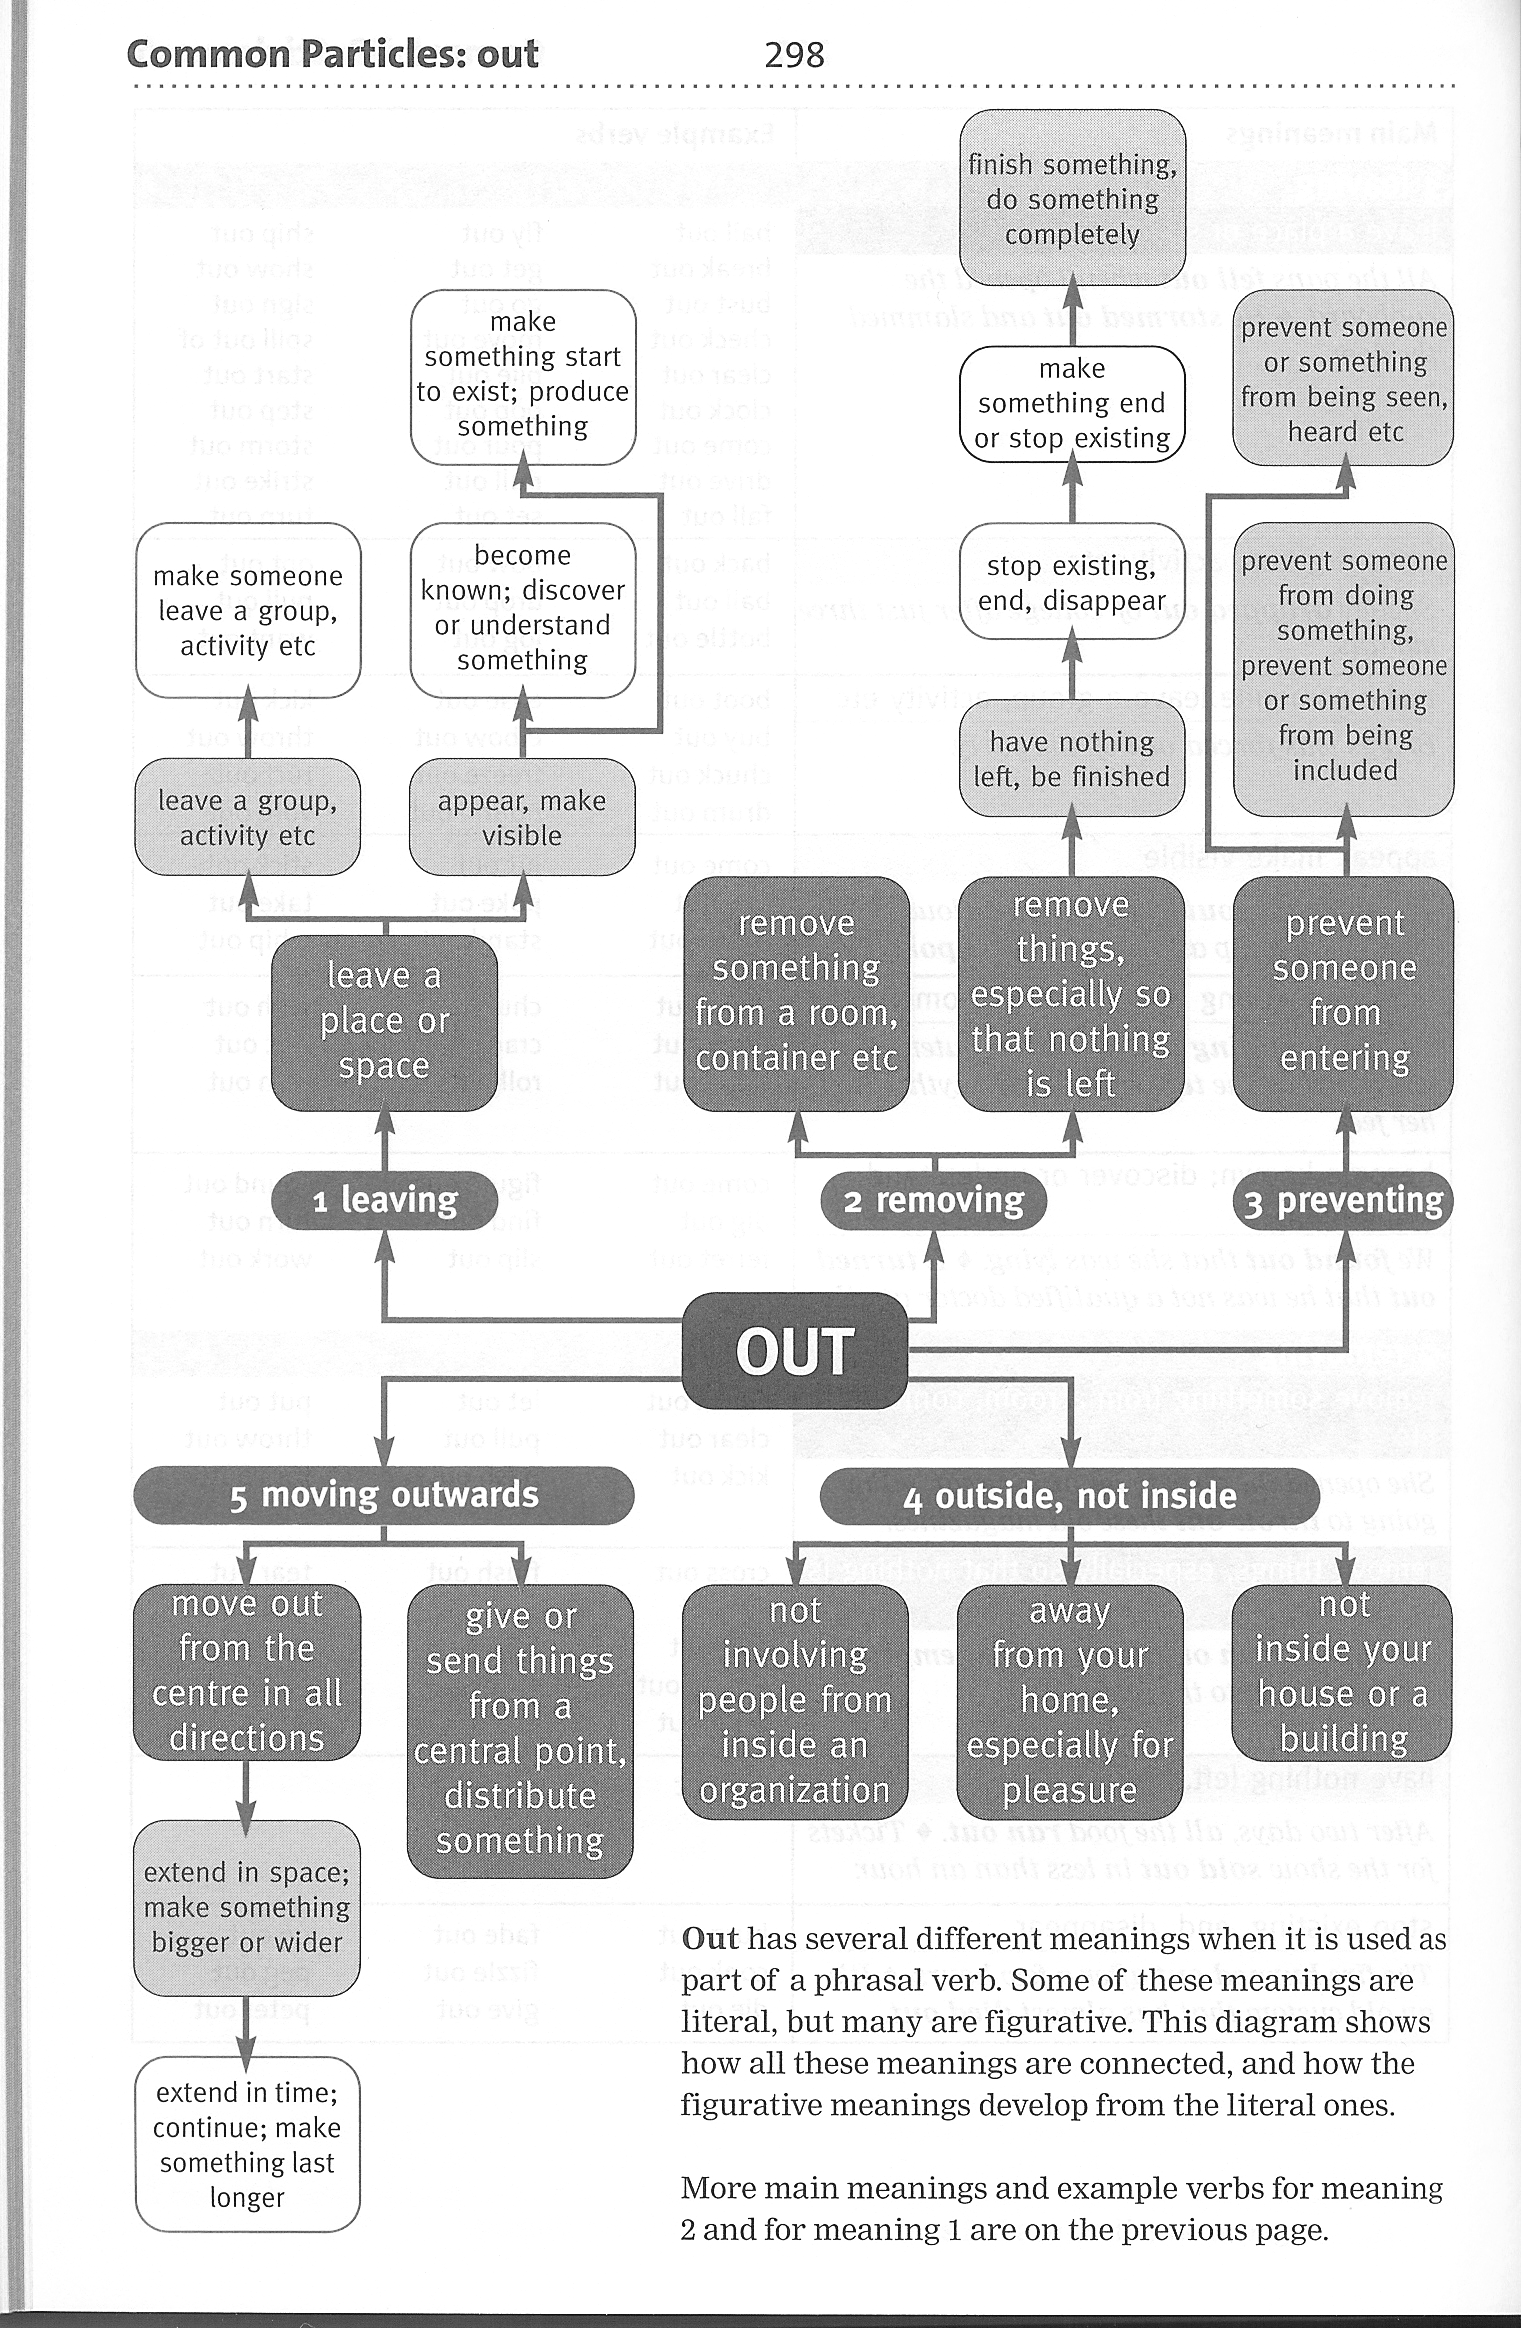 Common Particles: out
298
finish something,
do something
completely
make
something start
to exist; produce
something
prevent someone
or something
from being seen,
heard etc
make
something end
or stop existing
make someone
leave a group,
activity etc
become
known; discover
or understand
something
stop existing,
end, disappear
prevent someone
from doing
something,
prevent someone
or something
from being
included
leave a group,
activity etc
appear, make
visible
have nothing
left, be finished
leave a
place or
space
remove
something
from a room,
container etc
remove
things,
especially so
that nothing
is left
prevent
someone
from
entering
1 leaving
2 removing
3 preventing
OUT
5 moving outwards
4 outside, not inside
move out
from the
centre in all
directions
give or
send things
from a
central point,
distribute
something
not
involving
people from
inside an
organization
away
from your
home,
especially for
pleasure
not
inside your
house or a
building
extend in space;
make something
bigger or wider
extend in time;
continue; make
something last
longer
Out has several different meanings when it is used as
part of a phrasal verb. Some of these meanings are
literal, but many are figurative. This diagram shows
how all these meanings are connected, and how the
figurative meanings develop from the literal ones.
More main meanings and example verbs for meaning
2 and for meaning 1 are on the previous page.